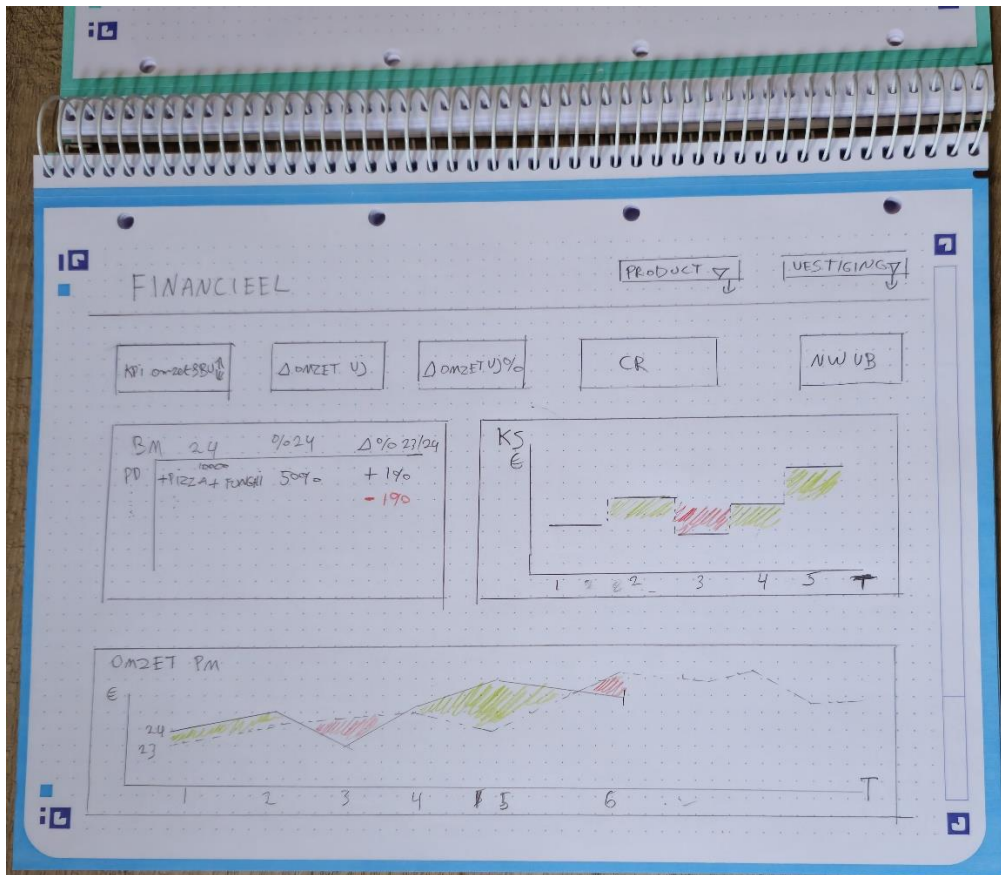 FINANCIEEL
PRODUCT
VESTIGING
KPi omzet BBU
Δ OMZET VJ
Δ OMZET VJ%
CR
NW VB
BM 24 %24 Δ% 23/24
10000
PD +PIZZA + FUNGHI 50% + 1%
- 1%
KS
€
1 2 3 4 5 T
OMZET PM
€
24
23
1 2 3 4 5 6 T